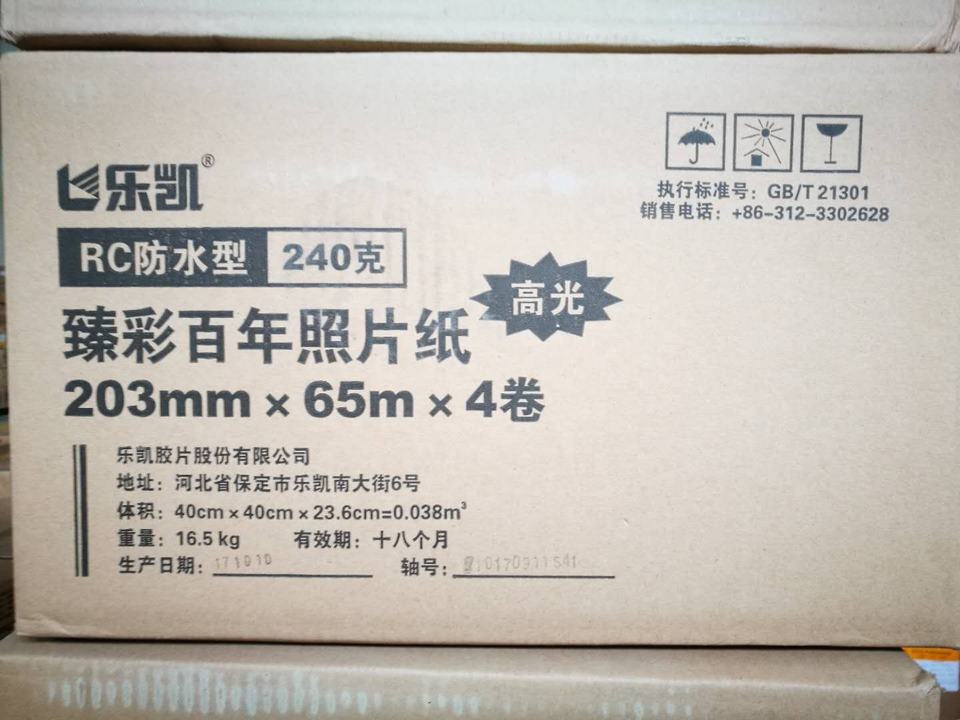 乐凯®
执行标准号：GB/T 21301
销售电话：+86-312-3302628
RC防水型 240克
高光
臻彩百年照片纸
203mm × 65m × 4卷
乐凯胶片股份有限公司
地址：河北省保定市乐凯南大街6号
体积：40cm × 40cm × 23.6cm=0.038m³
重量：16.5 kg 有效期：十八个月
生产日期：171010 轴号：